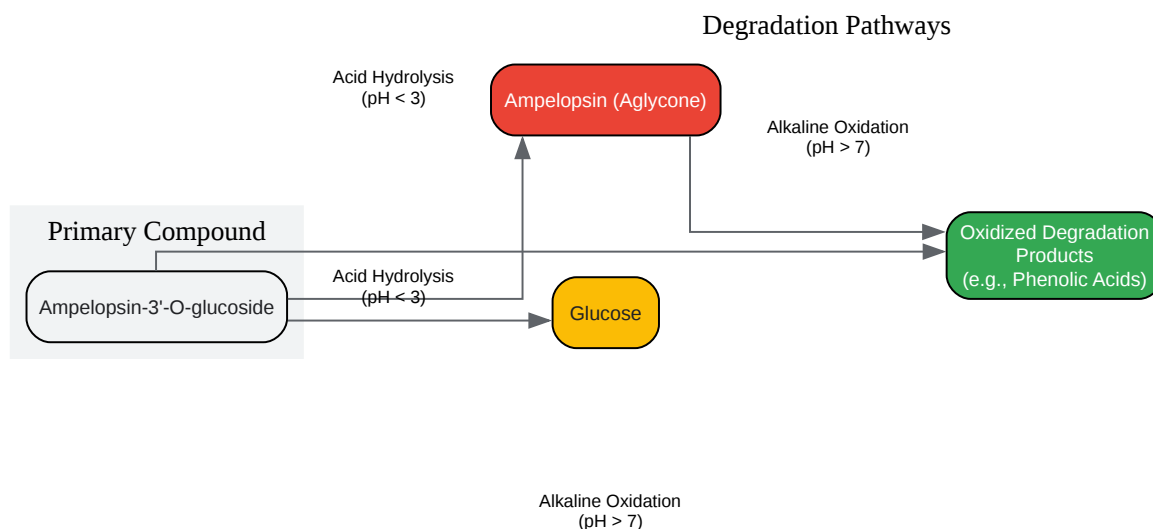 Degradation Pathways
Acid Hydrolysis
(pH < 3)
Ampelopsin (Aglycone)
Alkaline Oxidation
(pH > 7)
Primary Compound
Ampelopsin-3'-O-glucoside
Acid Hydrolysis
(pH < 3)
Glucose
Oxidized Degradation
Products
(e.g., Phenolic Acids)
Alkaline Oxidation
(pH > 7)